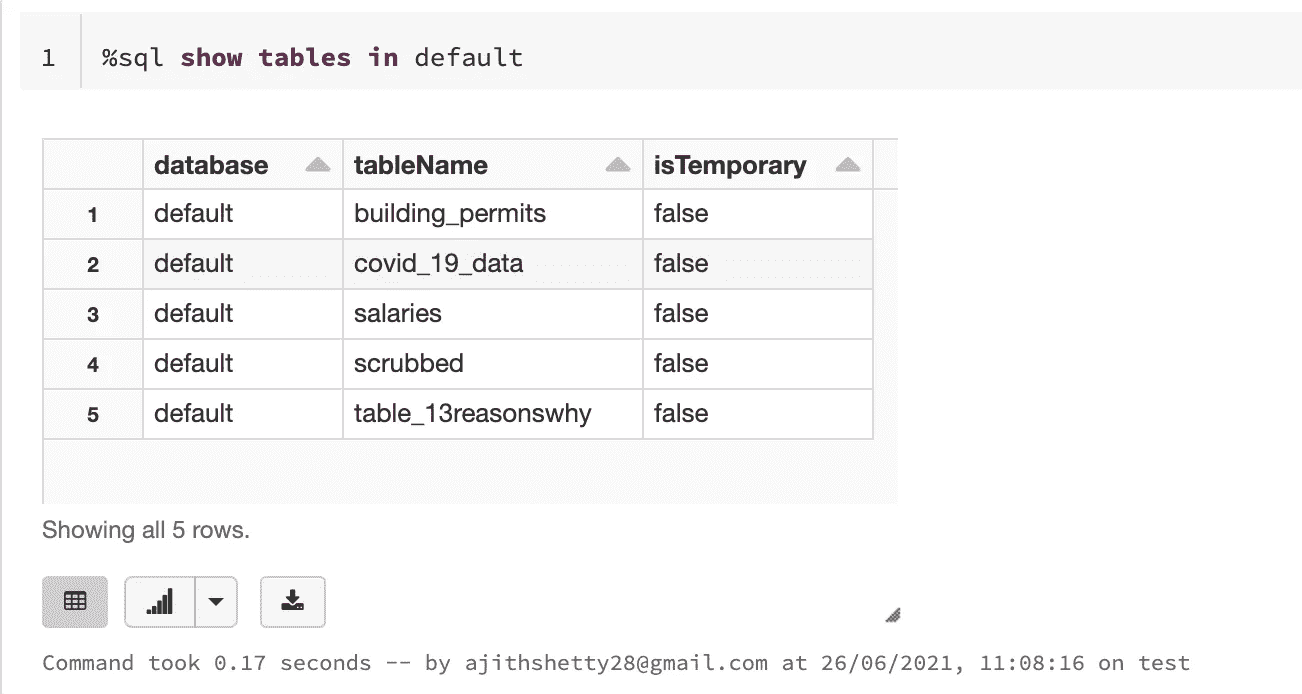 1 %sql show tables in default
database tableName isTemporary
1 default building_permits false
2 default covid_19_data false
3 default salaries false
4 default scrubbed false
5 default table_13reasonswhy false
Showing all 5 rows.
Command took 0.17 seconds -- by ajithshetty28@gmail.com at 26/06/2021, 11:08:16 on test